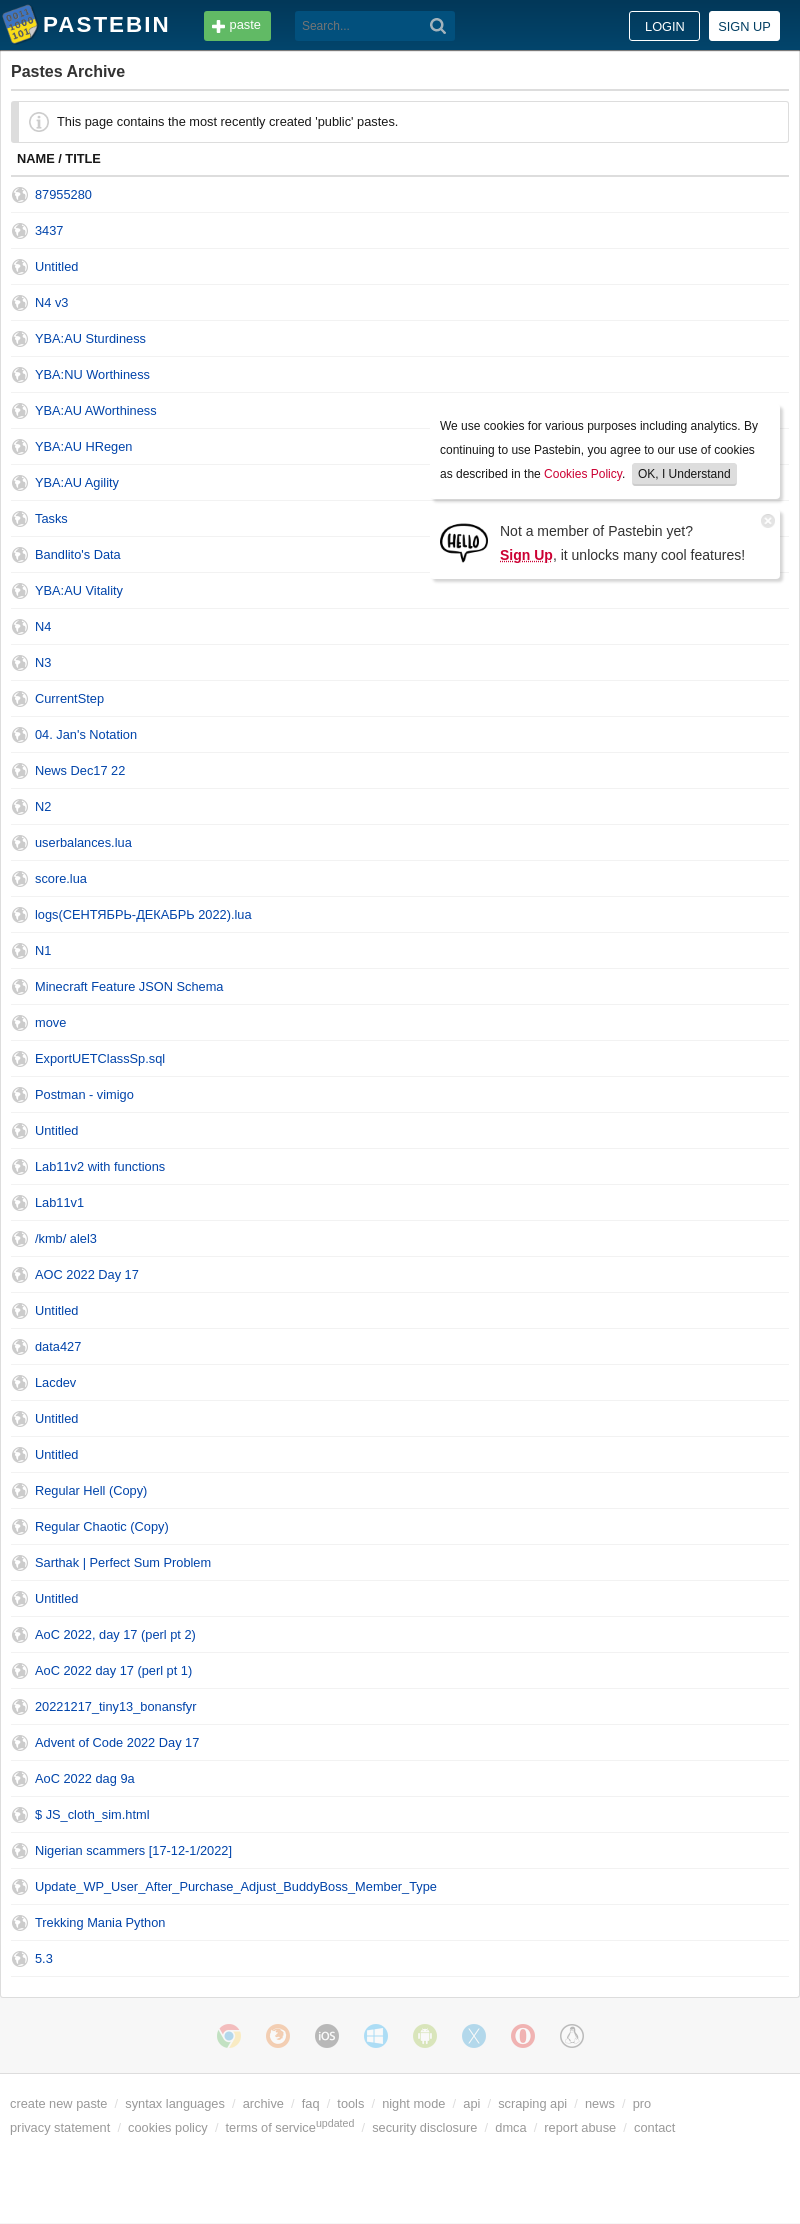 PASTEBIN
paste
Search...
LOGIN
SIGN UP
Pastes Archive
This page contains the most recently created 'public' pastes.
NAME / TITLE
87955280
3437
Untitled
N4 v3
YBA:AU Sturdiness
YBA:NU Worthiness
YBA:AU AWorthiness
YBA:AU HRegen
YBA:AU Agility
Tasks
Bandlito's Data
YBA:AU Vitality
We use cookies for various purposes including analytics. By
continuing to use Pastebin, you agree to our use of cookies
as described in the Cookies Policy. OK, I Understand
HELLO
Not a member of Pastebin yet?
Sign Up, it unlocks many cool features!
N4
N3
CurrentStep
04. Jan's Notation
News Dec17 22
N2
userbalances.lua
score.lua
logs(СЕНТЯБРЬ-ДЕКАБРЬ 2022).lua
N1
Minecraft Feature JSON Schema
move
ExportUETClassSp.sql
Postman - vimigo
Untitled
Lab11v2 with functions
Lab11v1
/kmb/ alel3
AOC 2022 Day 17
Untitled
data427
Lacdev
Untitled
Untitled
Regular Hell (Copy)
Regular Chaotic (Copy)
Sarthak | Perfect Sum Problem
Untitled
AoC 2022, day 17 (perl pt 2)
AoC 2022 day 17 (perl pt 1)
20221217_tiny13_bonansfyr
Advent of Code 2022 Day 17
AoC 2022 dag 9a
$ JS_cloth_sim.html
Nigerian scammers [17-12-1/2022]
Update_WP_User_After_Purchase_Adjust_BuddyBoss_Member_Type
Trekking Mania Python
5.3
iOS
create new paste / syntax languages / archive / faq / tools / night mode / api / scraping api / news / pro
privacy statement / cookies policy / terms of service updated / security disclosure / dmca / report abuse / contact